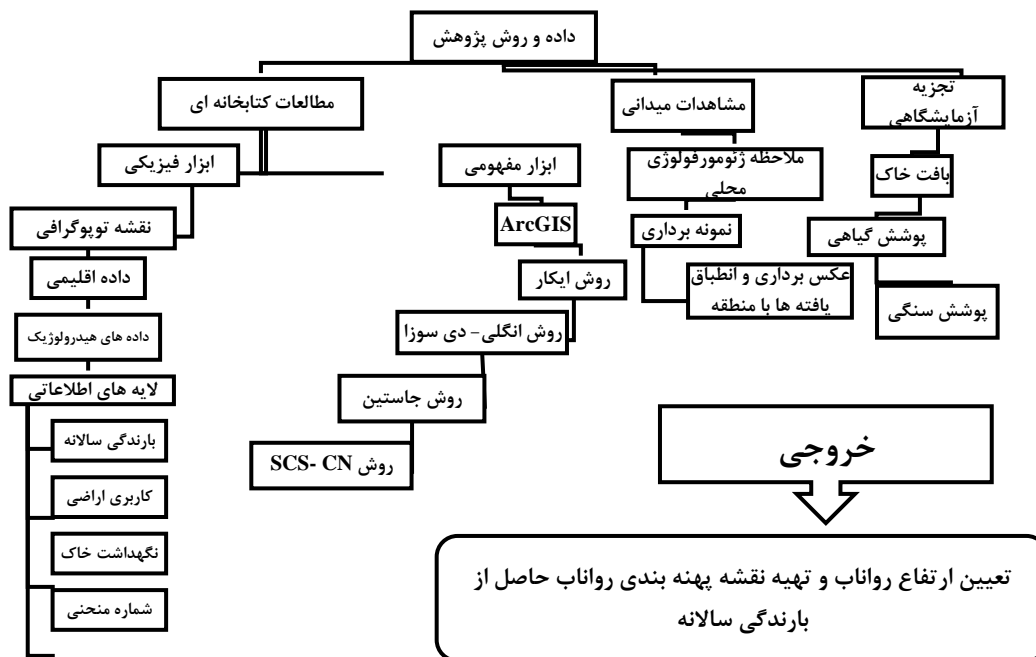 داده و روش پژوهش
تجزیه
آزمایشگاهی
مشاهدات میدانی
مطالعات کتابخانه ای
ابزار فیزیکی
ابزار مفهومی
ملاحظه ژئومورفولوژی
محلی
بافت خاک
نقشه توپوگرافی
ArcGIS
نمونه برداری
پوشش گیاهی
داده اقلیمی
روش ایکار
عکس برداری و انطباق
یافته ها با منطقه
پوشش سنگی
داده های هیدرولوژیک
روش انگلی- دی سوزا
لایه های اطلاعاتی
روش جاستین
بارندگی سالانه
روش SCS- CN
کاربری اراضی
نگهداشت خاک
شماره منحنی
خروجی
تعیین ارتفاع رواناب و تهیه نقشه پهنه بندی رواناب حاصل از
بارندگی سالانه